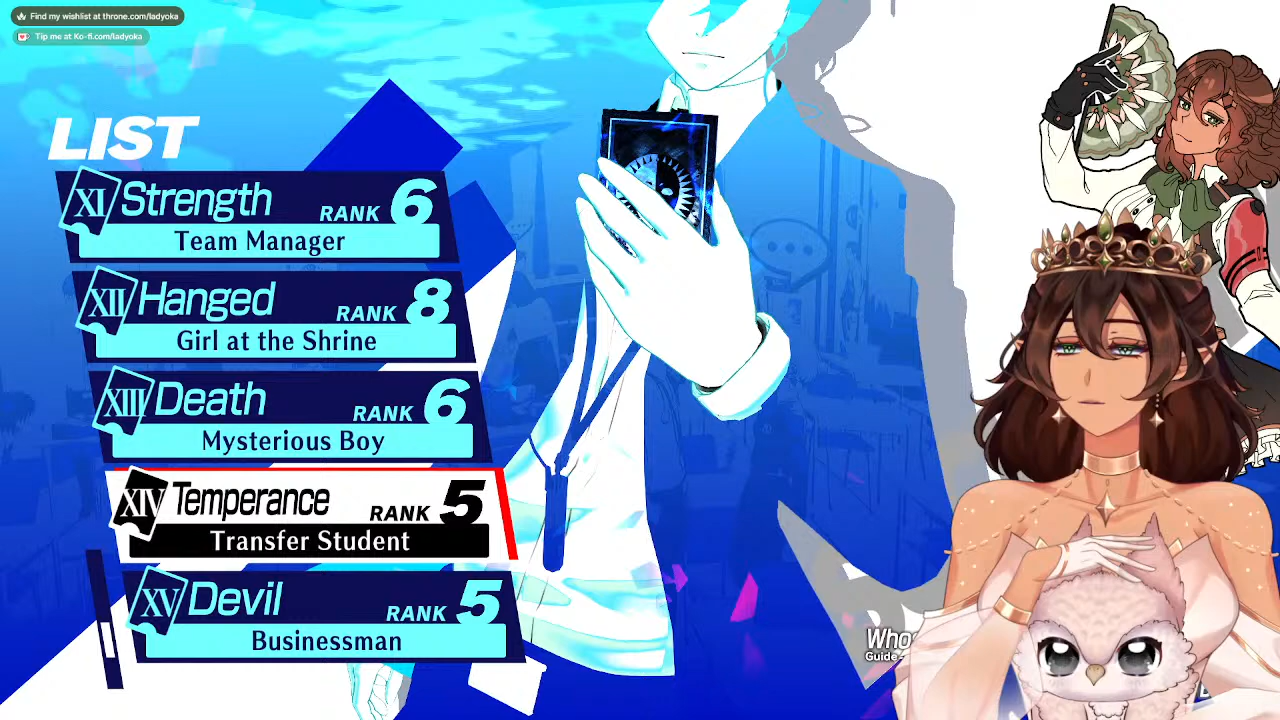 Find my wishlist at throne.com/ladyoka
Tip me at Ko-fi.com/ladyoka
LIST
XI Strength RANK 6
Team Manager
XII Hanged RANK 8
Girl at the Shrine
XIII Death RANK 6
Mysterious Boy
XIV Temperance RANK 5
Transfer Student
XV Devil RANK 5
Businessman
Guide